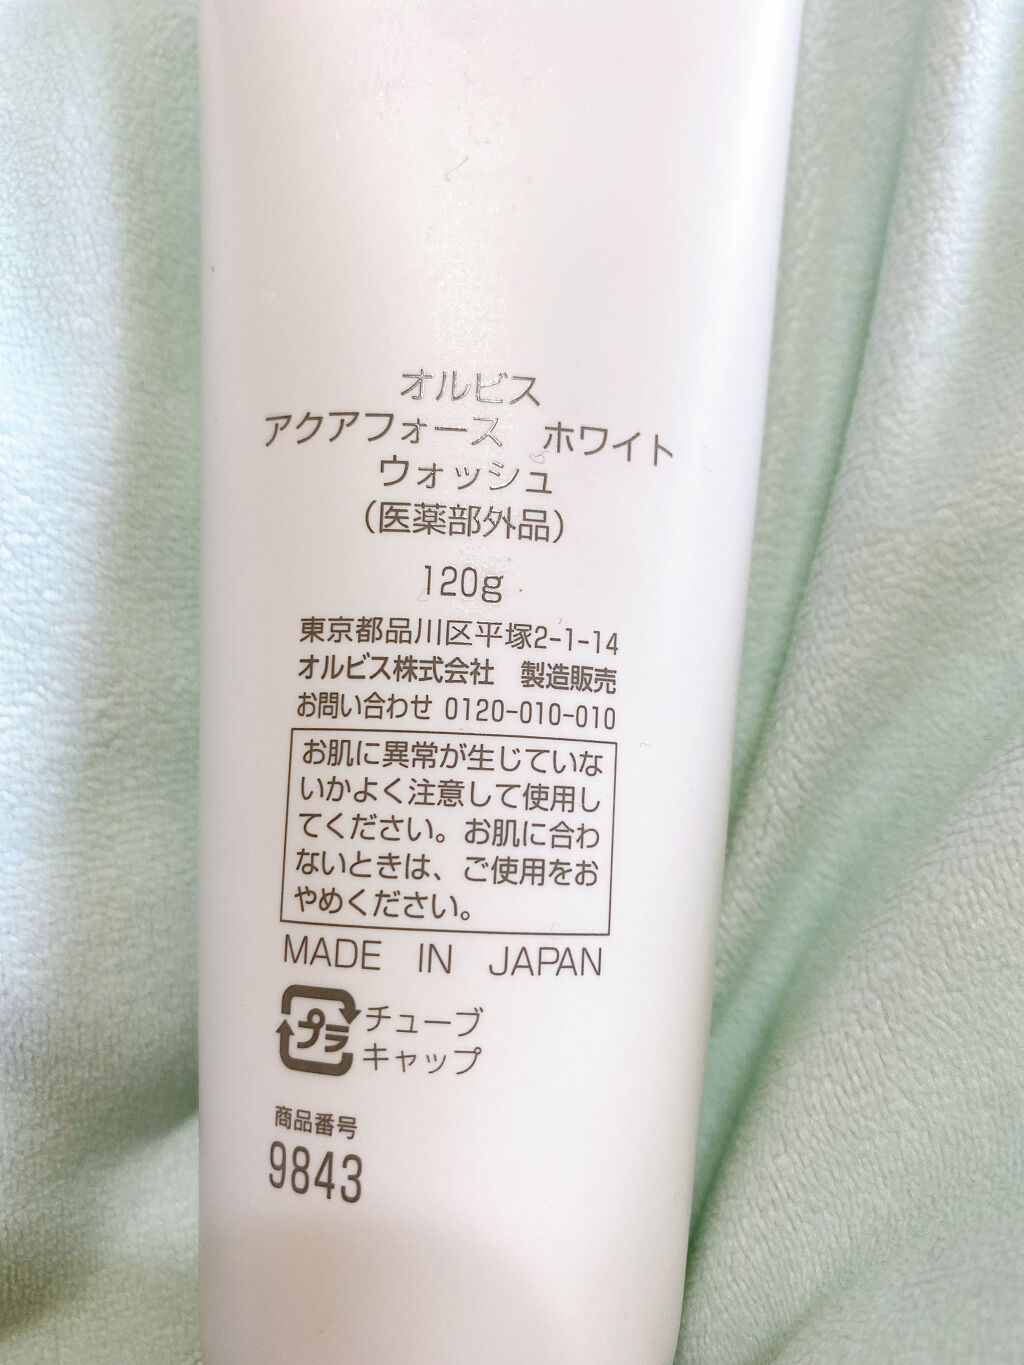 オルビス
アクアフォース　ホワイト
ウォッシュ
（医薬部外品）
120g
東京都品川区平塚2-1-14
オルビス株式会社　製造販売
お問い合わせ 0120-010-010
お肌に異常が生じていな
いかよく注意して使用し
てください。お肌に合わ
ないときは、ご使用をお
やめください。
MADE IN JAPAN
プラ チューブ
キャップ
商品番号
9843